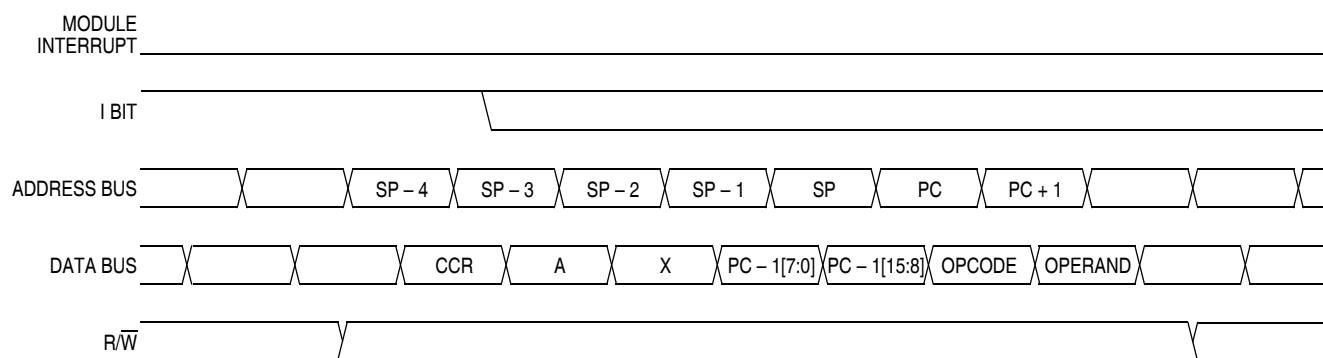 MODULE
INTERRUPT
I BIT
ADDRESS BUS SP – 4 SP – 3 SP – 2 SP – 1 SP PC PC + 1
DATA BUS CCR A X PC – 1[7:0] PC – 1[15:8] OPCODE OPERAND
R/W̅